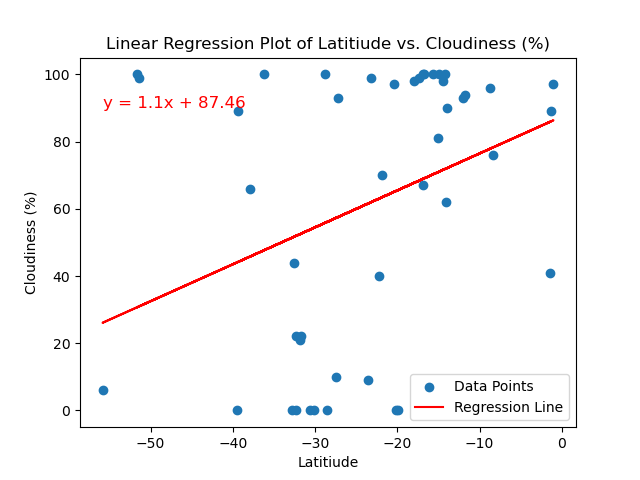 Linear Regression Plot of Latitiude vs. Cloudiness (%)
100
y = 1.1x + 87.46
80
60
Cloudiness (%)
40
20
0
Data Points
Regression Line
−50 −40 −30 −20 −10 0
Latitiude